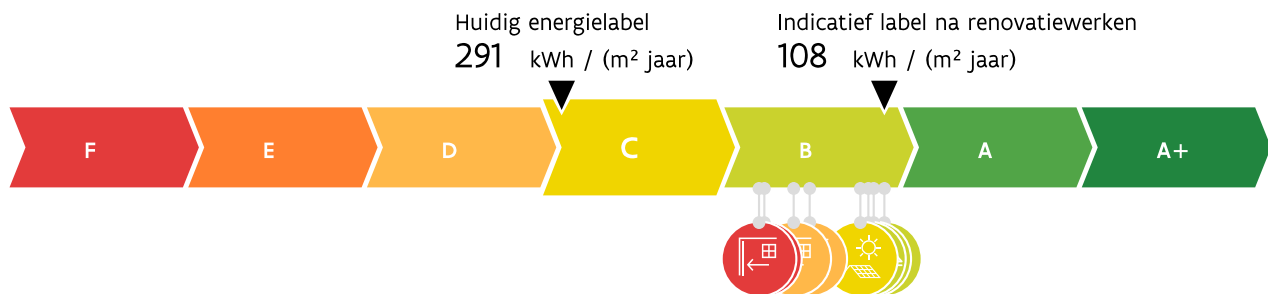 Huidig energielabel
291 kWh / (m² jaar)
Indicatief label na renovatiewerken
108 kWh / (m² jaar)
F E D C B A A+